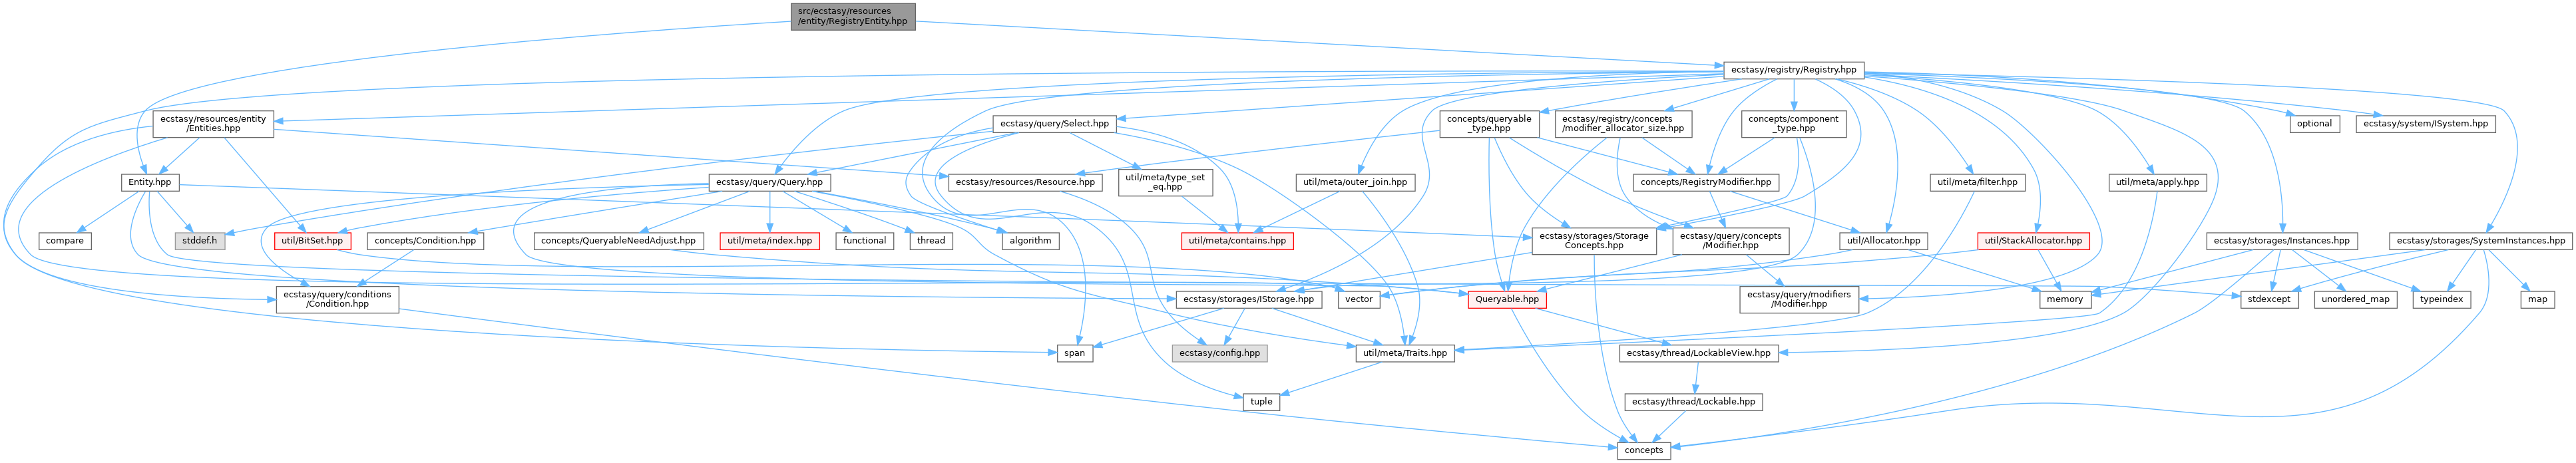 src/ecstasy/resources
/entity/RegistryEntity.hpp
ecstasy/registry/Registry.hpp
ecstasy/resources/entity
/Entities.hpp
ecstasy/query/Select.hpp
concepts/queryable
_type.hpp
ecstasy/registry/concepts
/modifier_allocator_size.hpp
concepts/component
_type.hpp
optional
ecstasy/system/ISystem.hpp
Entity.hpp
ecstasy/query/Query.hpp
ecstasy/resources/Resource.hpp
util/meta/type_set
_eq.hpp
util/meta/outer_join.hpp
concepts/RegistryModifier.hpp
util/meta/filter.hpp
util/meta/apply.hpp
compare
stddef.h
util/BitSet.hpp
concepts/Condition.hpp
concepts/QueryableNeedAdjust.hpp
util/meta/index.hpp
functional
thread
algorithm
util/meta/contains.hpp
ecstasy/storages/Storage
Concepts.hpp
ecstasy/query/concepts
/Modifier.hpp
util/Allocator.hpp
util/StackAllocator.hpp
ecstasy/storages/Instances.hpp
ecstasy/storages/SystemInstances.hpp
ecstasy/query/conditions
/Condition.hpp
ecstasy/storages/IStorage.hpp
vector
Queryable.hpp
ecstasy/query/modifiers
/Modifier.hpp
memory
stdexcept
unordered_map
typeindex
map
span
ecstasy/config.hpp
util/meta/Traits.hpp
ecstasy/thread/LockableView.hpp
tuple
ecstasy/thread/Lockable.hpp
concepts